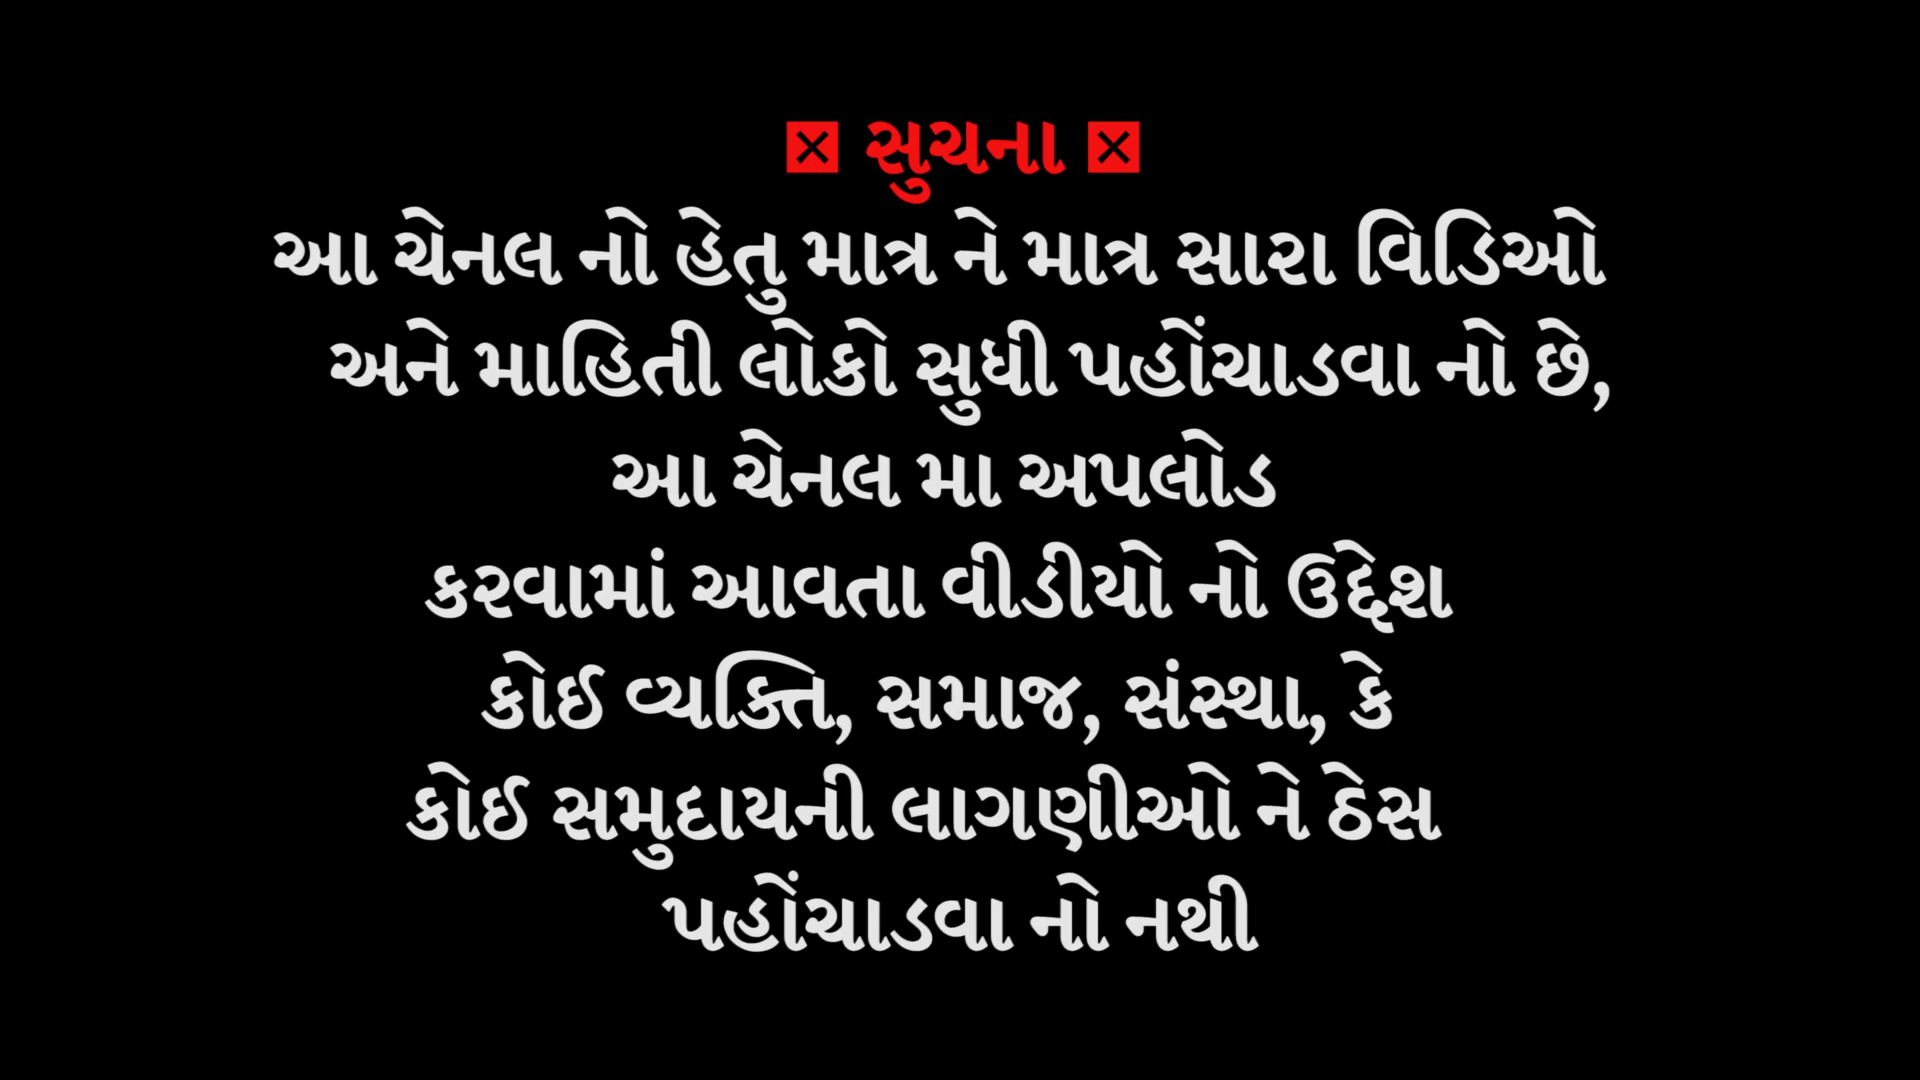 ❎ સુચના ❎
આ ચેનલ નો હેતુ માત્ર ને માત્ર સારા વિડિઓ
અને માહિતી લોકો સુધી પહોંચાડવા નો છે,
આ ચેનલ મા અપલોડ
કરવામાં આવતા વીડીયો નો ઉદ્દેશ
કોઈ વ્યક્તિ, સમાજ, સંસ્થા, કે
કોઈ સમુદાયની લાગણીઓ ને ઠેસ
પહોંચાડવા નો નથી